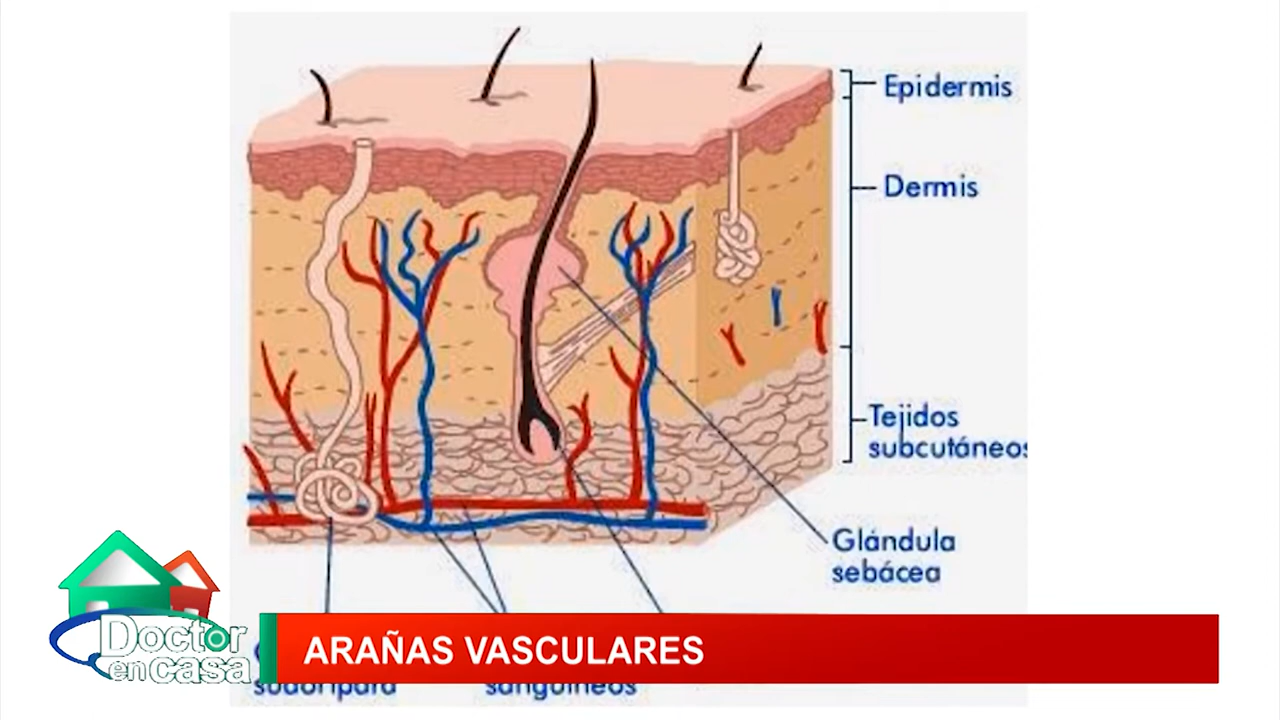 Epidermis
Dermis
Tejidos
subcutáneos
Glándula
sebácea
ARAÑAS VASCULARES
Doctor
en casa
sudorípara
sanguíneos